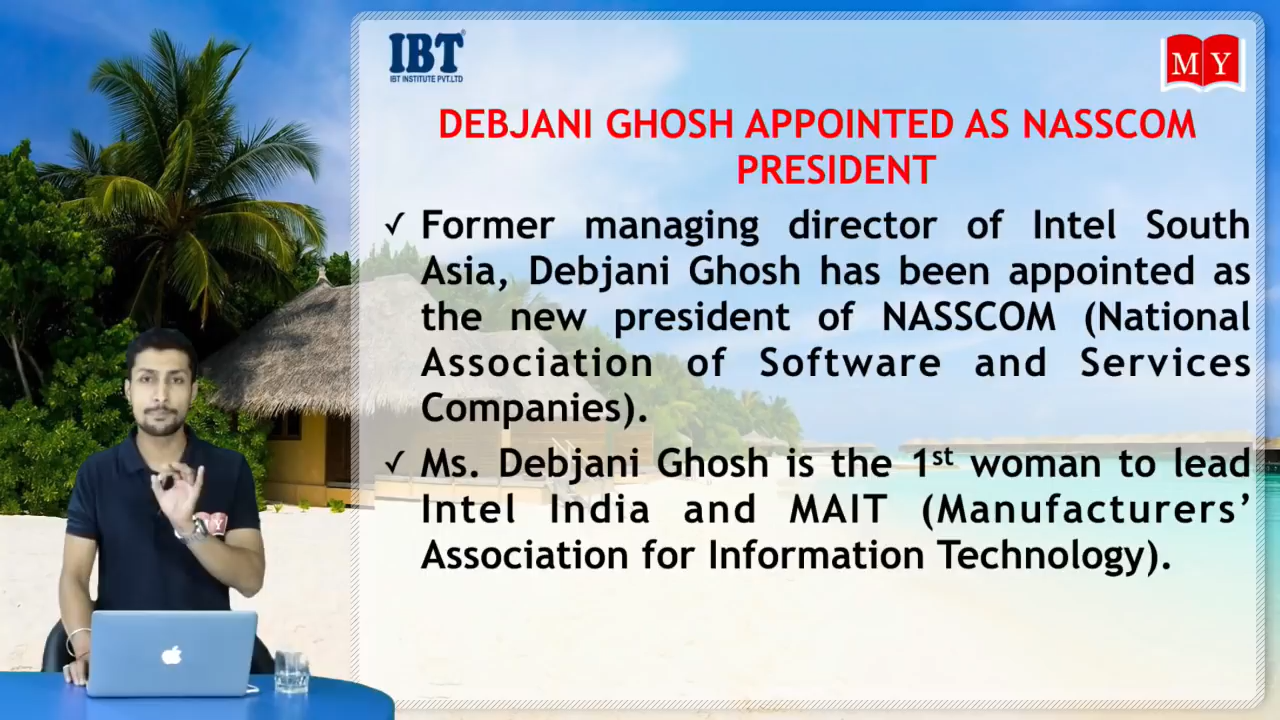 IBT
IBT INSTITUTE PVT.LTD
M Y
DEBJANI GHOSH APPOINTED AS NASSCOM
PRESIDENT
✓ Former managing director of Intel South
Asia, Debjani Ghosh has been appointed as
the new president of NASSCOM (National
Association of Software and Services
Companies).
✓ Ms. Debjani Ghosh is the 1st woman to lead
Intel India and MAIT (Manufacturers’
Association for Information Technology).